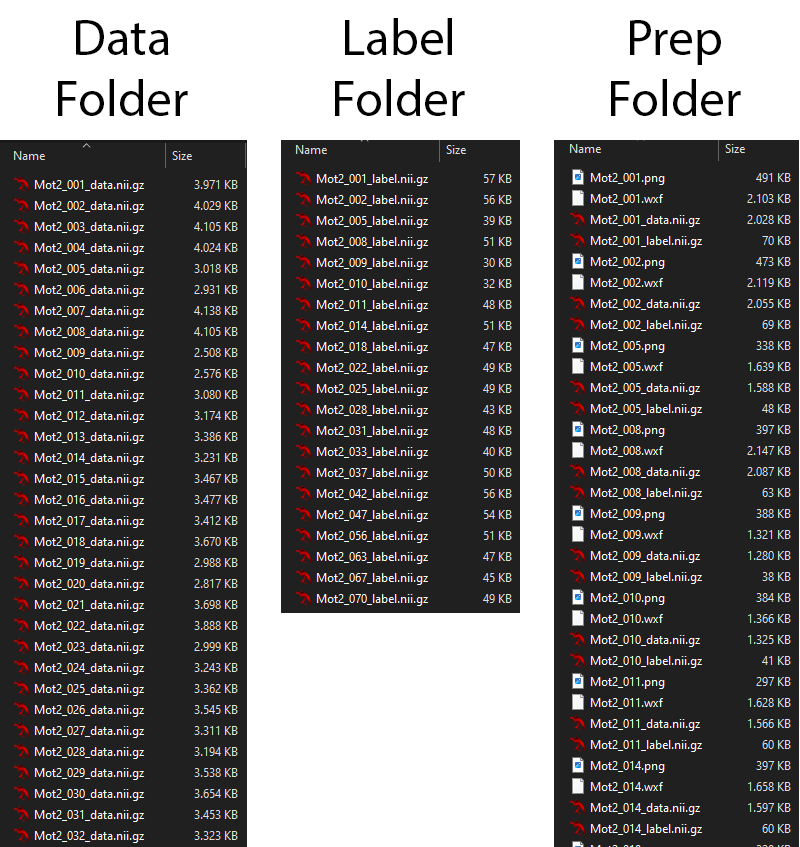 Data
Folder
Label
Folder
Prep
Folder
Name Size
Mot2_001_data.nii.gz 3.971 KB
Mot2_002_data.nii.gz 4.029 KB
Mot2_003_data.nii.gz 4.105 KB
Mot2_004_data.nii.gz 4.024 KB
Mot2_005_data.nii.gz 3.018 KB
Mot2_006_data.nii.gz 2.931 KB
Mot2_007_data.nii.gz 4.138 KB
Mot2_008_data.nii.gz 4.105 KB
Mot2_009_data.nii.gz 2.508 KB
Mot2_010_data.nii.gz 2.576 KB
Mot2_011_data.nii.gz 3.080 KB
Mot2_012_data.nii.gz 3.174 KB
Mot2_013_data.nii.gz 3.386 KB
Mot2_014_data.nii.gz 3.231 KB
Mot2_015_data.nii.gz 3.467 KB
Mot2_016_data.nii.gz 3.477 KB
Mot2_017_data.nii.gz 3.412 KB
Mot2_018_data.nii.gz 3.670 KB
Mot2_019_data.nii.gz 2.988 KB
Mot2_020_data.nii.gz 2.817 KB
Mot2_021_data.nii.gz 3.698 KB
Mot2_022_data.nii.gz 3.888 KB
Mot2_023_data.nii.gz 2.999 KB
Mot2_024_data.nii.gz 3.243 KB
Mot2_025_data.nii.gz 3.362 KB
Mot2_026_data.nii.gz 3.545 KB
Mot2_027_data.nii.gz 3.311 KB
Mot2_028_data.nii.gz 3.194 KB
Mot2_029_data.nii.gz 3.538 KB
Mot2_030_data.nii.gz 3.654 KB
Mot2_031_data.nii.gz 3.453 KB
Mot2_032_data.nii.gz 3.323 KB
Name Size
Mot2_001_label.nii.gz 57 KB
Mot2_002_label.nii.gz 56 KB
Mot2_005_label.nii.gz 39 KB
Mot2_008_label.nii.gz 51 KB
Mot2_009_label.nii.gz 30 KB
Mot2_010_label.nii.gz 32 KB
Mot2_011_label.nii.gz 48 KB
Mot2_014_label.nii.gz 51 KB
Mot2_018_label.nii.gz 47 KB
Mot2_022_label.nii.gz 49 KB
Mot2_025_label.nii.gz 49 KB
Mot2_028_label.nii.gz 43 KB
Mot2_031_label.nii.gz 48 KB
Mot2_033_label.nii.gz 40 KB
Mot2_037_label.nii.gz 50 KB
Mot2_042_label.nii.gz 56 KB
Mot2_047_label.nii.gz 54 KB
Mot2_056_label.nii.gz 51 KB
Mot2_063_label.nii.gz 47 KB
Mot2_067_label.nii.gz 45 KB
Mot2_070_label.nii.gz 49 KB
Name Size
Mot2_001.png 491 KB
Mot2_001.wxf 2.103 KB
Mot2_001_data.nii.gz 2.028 KB
Mot2_001_label.nii.gz 70 KB
Mot2_002.png 473 KB
Mot2_002.wxf 2.119 KB
Mot2_002_data.nii.gz 2.055 KB
Mot2_002_label.nii.gz 69 KB
Mot2_005.png 338 KB
Mot2_005.wxf 1.639 KB
Mot2_005_data.nii.gz 1.588 KB
Mot2_005_label.nii.gz 48 KB
Mot2_008.png 397 KB
Mot2_008.wxf 2.147 KB
Mot2_008_data.nii.gz 2.087 KB
Mot2_008_label.nii.gz 63 KB
Mot2_009.png 388 KB
Mot2_009.wxf 1.321 KB
Mot2_009_data.nii.gz 1.280 KB
Mot2_009_label.nii.gz 38 KB
Mot2_010.png 384 KB
Mot2_010.wxf 1.366 KB
Mot2_010_data.nii.gz 1.325 KB
Mot2_010_label.nii.gz 41 KB
Mot2_011.png 297 KB
Mot2_011.wxf 1.628 KB
Mot2_011_data.nii.gz 1.566 KB
Mot2_011_label.nii.gz 60 KB
Mot2_014.png 397 KB
Mot2_014.wxf 1.658 KB
Mot2_014_data.nii.gz 1.597 KB
Mot2_014_label.nii.gz 60 KB